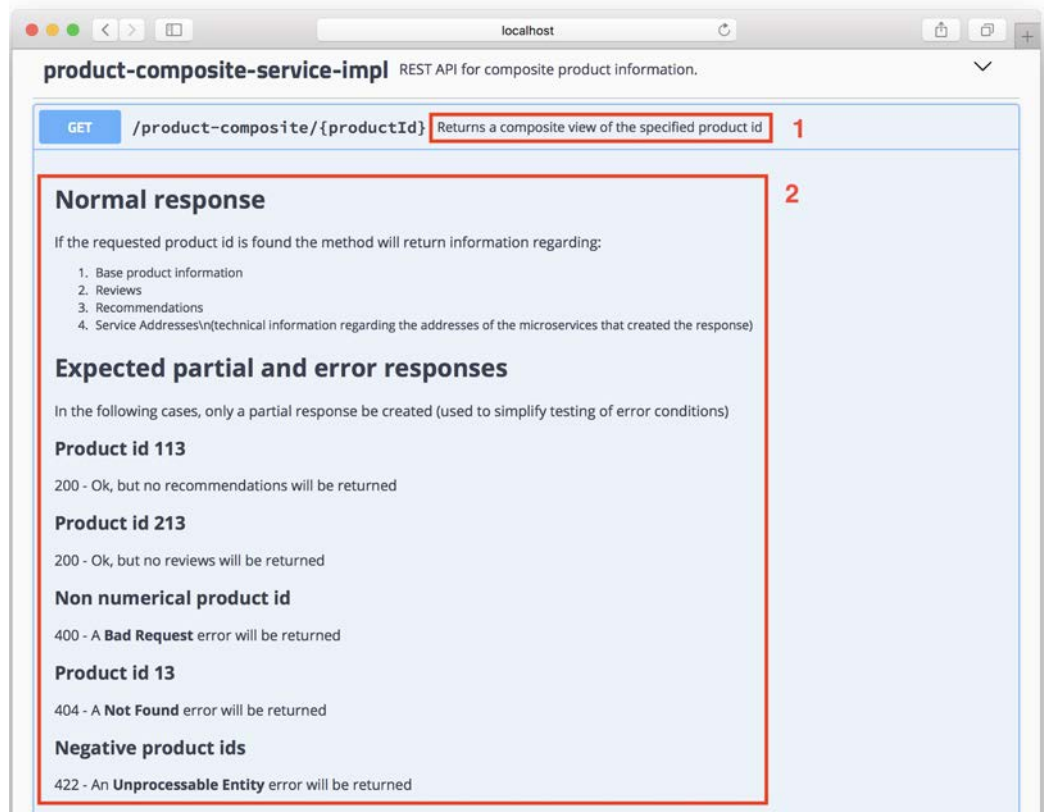 localhost
product-composite-service-impl REST API for composite product information.
GET /product-composite/{productId} Returns a composite view of the specified product id 1
2
Normal response
If the requested product id is found the method will return information regarding:
1. Base product information
2. Reviews
3. Recommendations
4. Service Addresses\n(technical information regarding the addresses of the microservices that created the response)
Expected partial and error responses
In the following cases, only a partial response be created (used to simplify testing of error conditions)
Product id 113
200 - Ok, but no recommendations will be returned
Product id 213
200 - Ok, but no reviews will be returned
Non numerical product id
400 - A Bad Request error will be returned
Product id 13
404 - A Not Found error will be returned
Negative product ids
422 - An Unprocessable Entity error will be returned